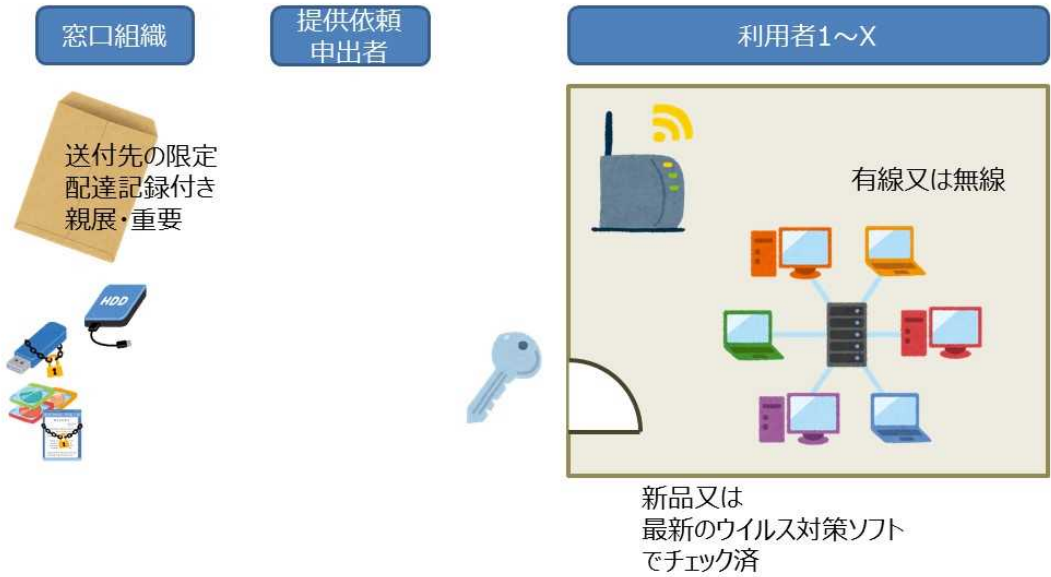 窓口組織
提供依頼
申出者
利用者1～X
送付先の限定
配達記録付き
親展・重要
有線又は無線
HDD
新品又は
最新のウイルス対策ソフト
でチェック済